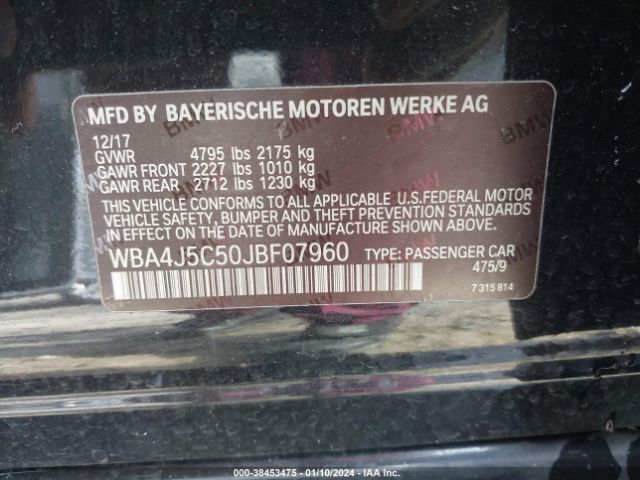 MFD BY BAYERISCHE MOTOREN WERKE AG
12/17
GVWR 4795 lbs 2175 kg
GAWR FRONT 2227 lbs 1010 kg
GAWR REAR 2712 lbs 1230 kg
THIS VEHICLE CONFORMS TO ALL APPLICABLE U.S.FEDERAL MOTOR
VEHICLE SAFETY, BUMPER AND THEFT PREVENTION STANDARDS
IN EFFECT ON THE DATE OF MANUFACTURE SHOWN ABOVE.
WBA4J5C50JBF07960 TYPE: PASSENGER CAR
475/9
7 315 814
000-38453475 - 01/10/2024 - IAA Inc.